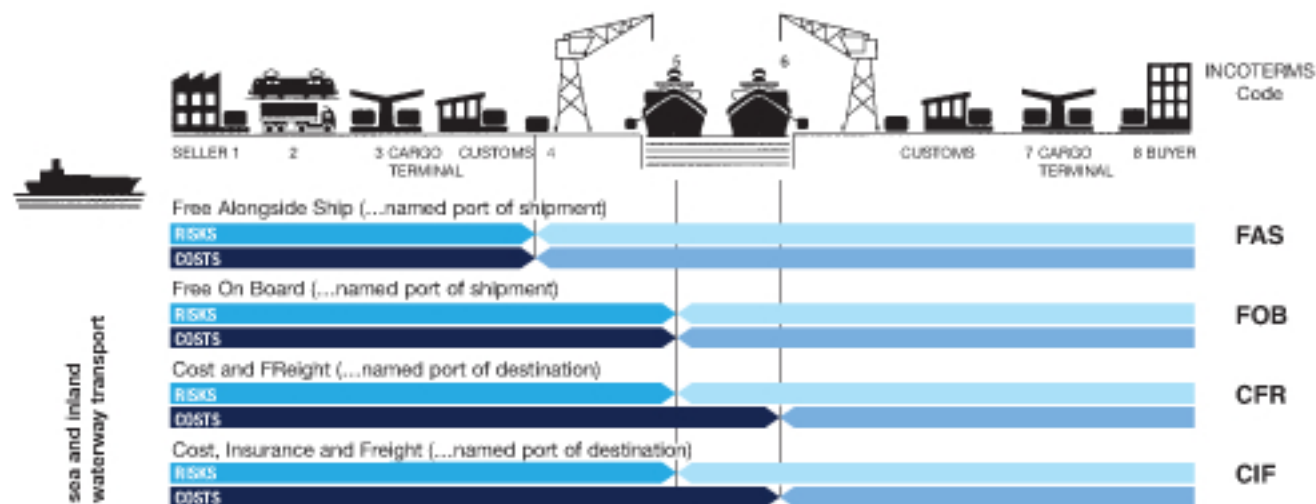 5 6
INCOTERMS
Code
SELLER 1 2 3 CARGO CUSTOMS 4 CUSTOMS 7 CARGO 8 BUYER
TERMINAL TERMINAL
Free Alongside Ship (...named port of shipment)
RISKS
FAS
COSTS
Free On Board (...named port of shipment)
RISKS
FOB
COSTS
Cost and FReight (...named port of destination)
RISKS
CFR
COSTS
Cost, Insurance and Freight (...named port of destination)
RISKS
CIF
COSTS
sea and inland
waterway transport